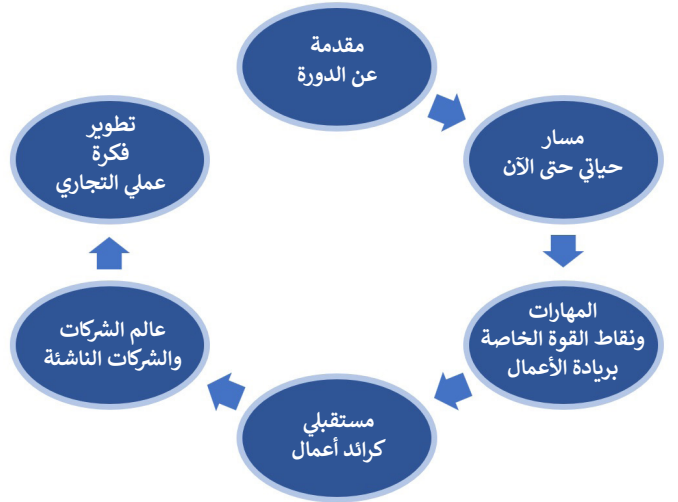 مقدمة
عن الدورة
مسار
حياتي حتى الآن
المهارات
ونقاط القوة الخاصة
بريادة الأعمال
مستقبلي
كرائد أعمال
عالم الشركات
والشركات الناشئة
تطوير
فكرة
عملي التجاري